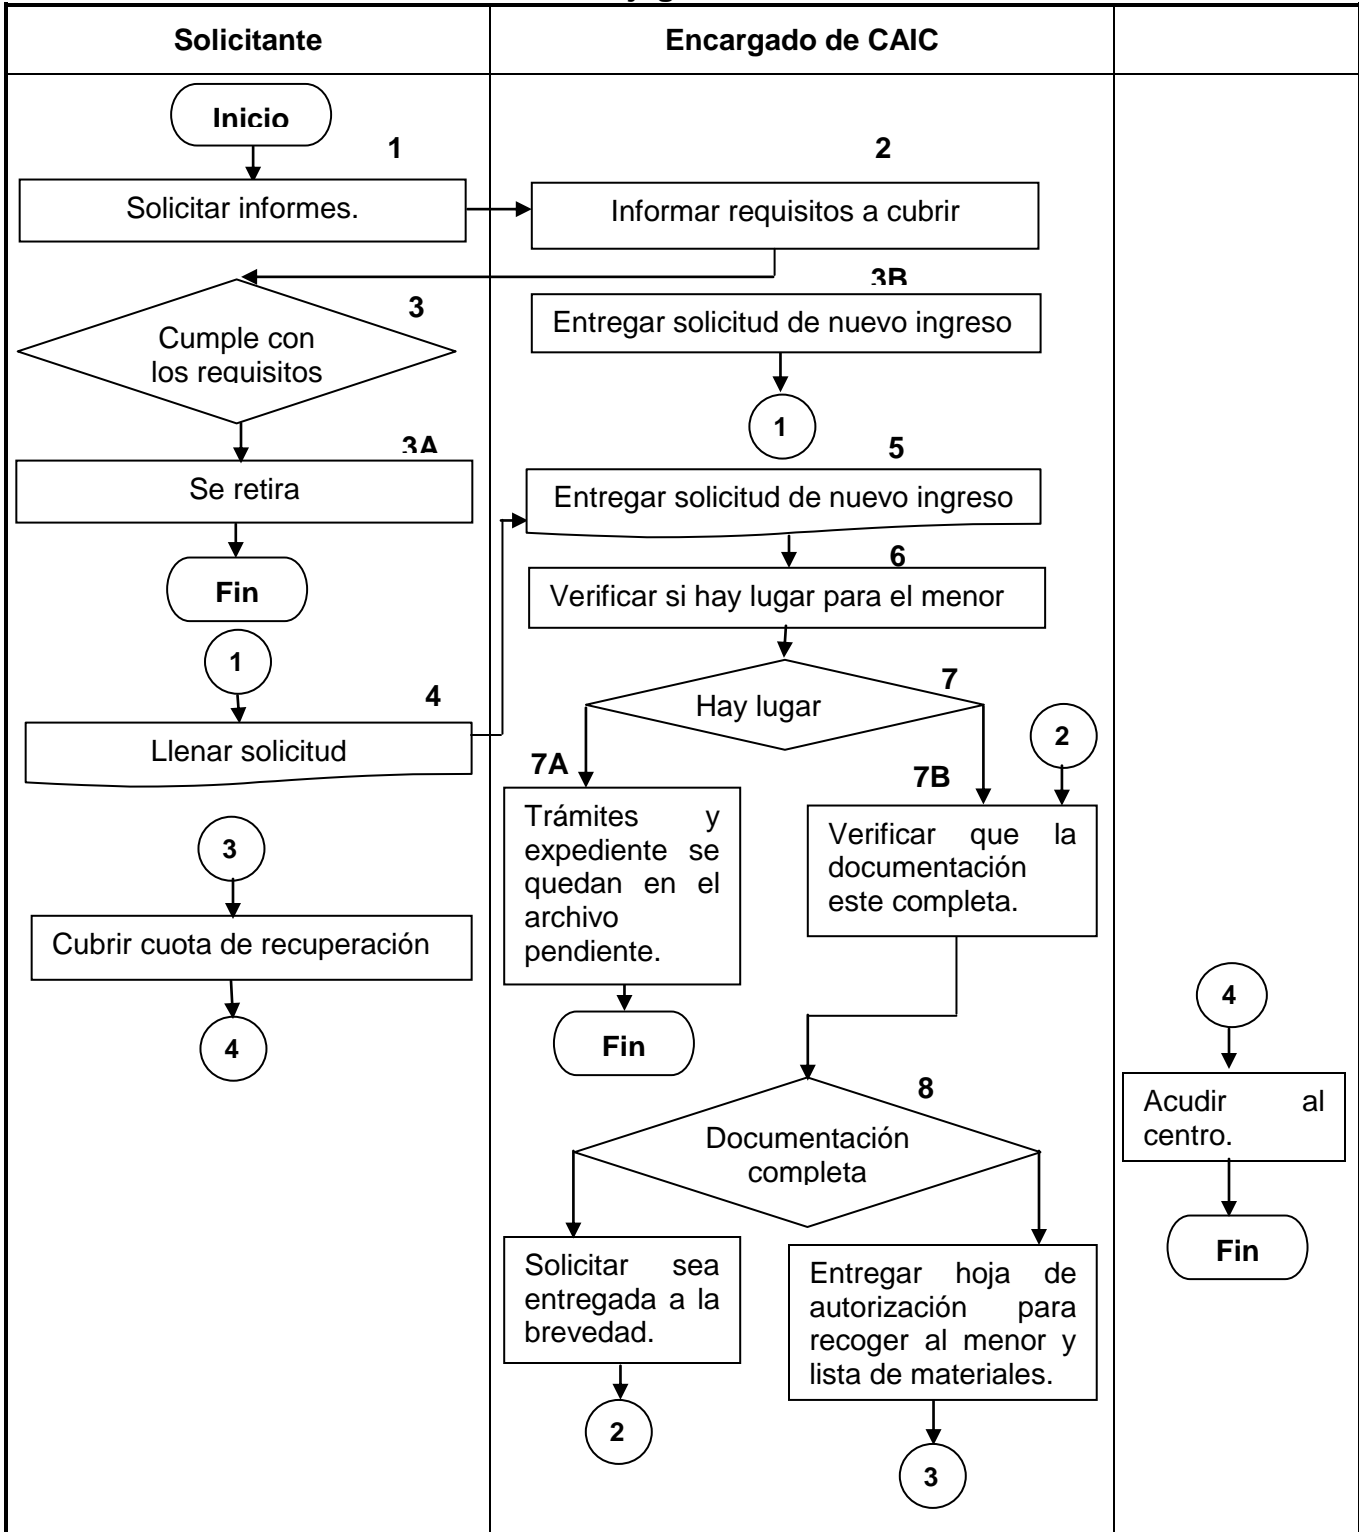 Solicitante
Encargado de CAIC
Inicio
1
2
Solicitar informes.
Informar requisitos a cubrir
3
3B
Cumple con
los requisitos
Entregar solicitud de nuevo ingreso
1
3A
Se retira
5
Entregar solicitud de nuevo ingreso
Fin
6
Verificar si hay lugar para el menor
1
4
Llenar solicitud
7
Hay lugar
2
7A
7B
Trámites y
expediente se
quedan en el
archivo
pendiente.
Verificar que la
documentación
este completa.
3
Cubrir cuota de recuperación
4
Fin
4
8
Documentación
completa
Acudir al
centro.
Fin
Solicitar sea
entregada a la
brevedad.
Entregar hoja de
autorización para
recoger al menor y
lista de materiales.
2
3